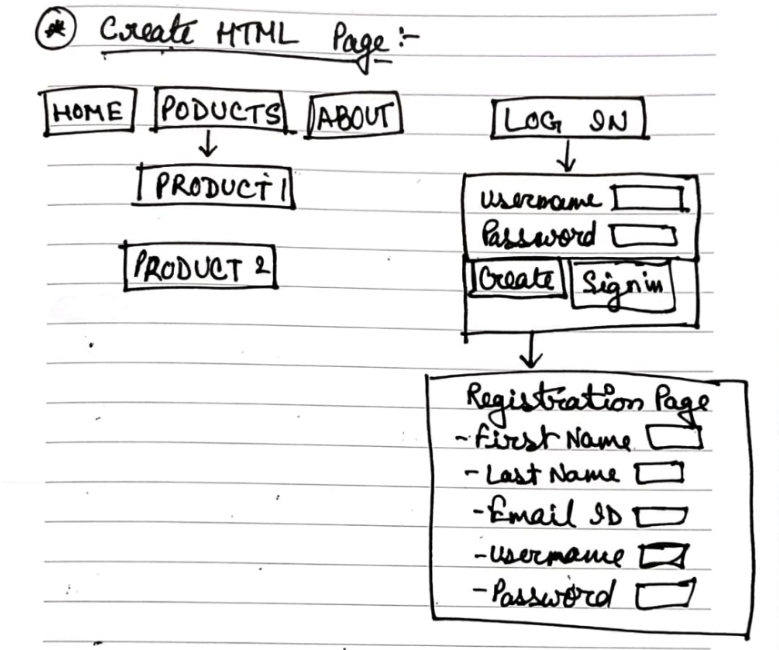 * Create HTML Page :-
HOME PODUCTS ABOUT LOG IN
PRODUCT 1
PRODUCT 2
Username
Password
Create Signin
Registration Page
- First Name
- Last Name
- Email ID
- Username
- Password